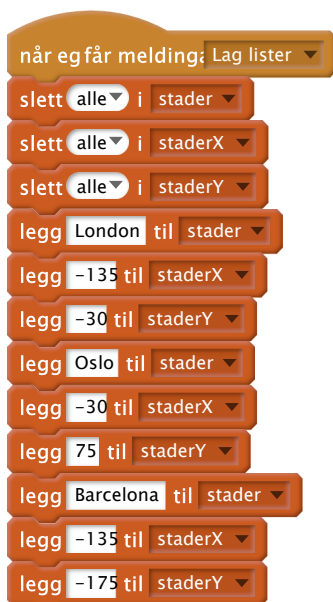 når eg får meldinga Lag lister
slett alle i stader
slett alle i staderX
slett alle i staderY
legg London til stader
legg -135 til staderX
legg -30 til staderY
legg Oslo til stader
legg -30 til staderX
legg 75 til staderY
legg Barcelona til stader
legg -135 til staderX
legg -175 til staderY